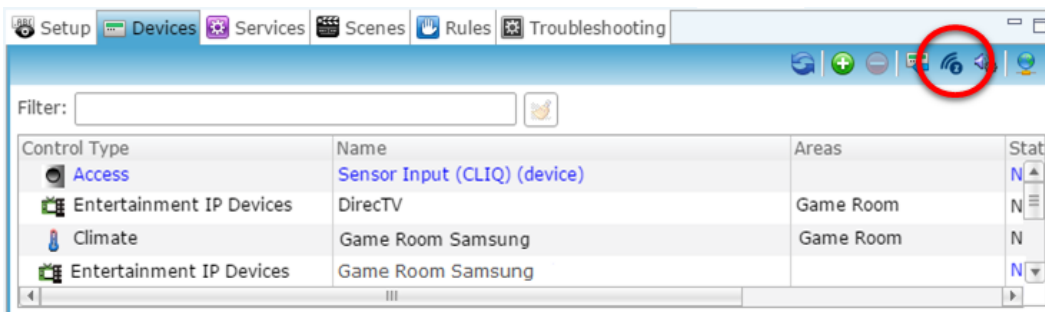 Setup Devices Services Scenes Rules Troubleshooting
Filter:
Control Type Name Areas Stat
Access Sensor Input (CLIQ) (device) N
Entertainment IP Devices DirecTV Game Room N
Climate Game Room Samsung Game Room N
Entertainment IP Devices Game Room Samsung N